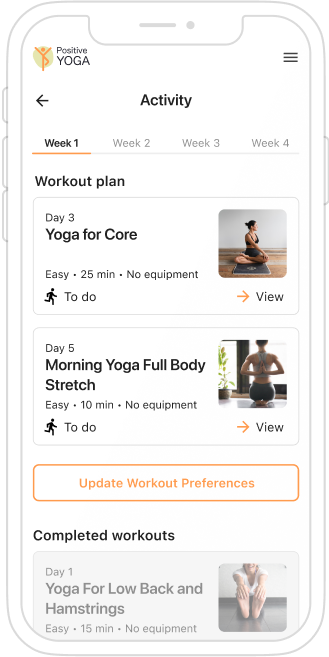 Positive
YOGA
Activity
Week 1
Week 2
Week 3
Week 4
Workout plan
Day 3
Yoga for Core
Easy • 25 min • No equipment
To do
View
Day 5
Morning Yoga Full Body
Stretch
Easy • 10 min • No equipment
To do
View
Update Workout Preferences
Completed workouts
Day 1
Yoga For Low Back and
Hamstrings
Easy • 15 min • No equipment